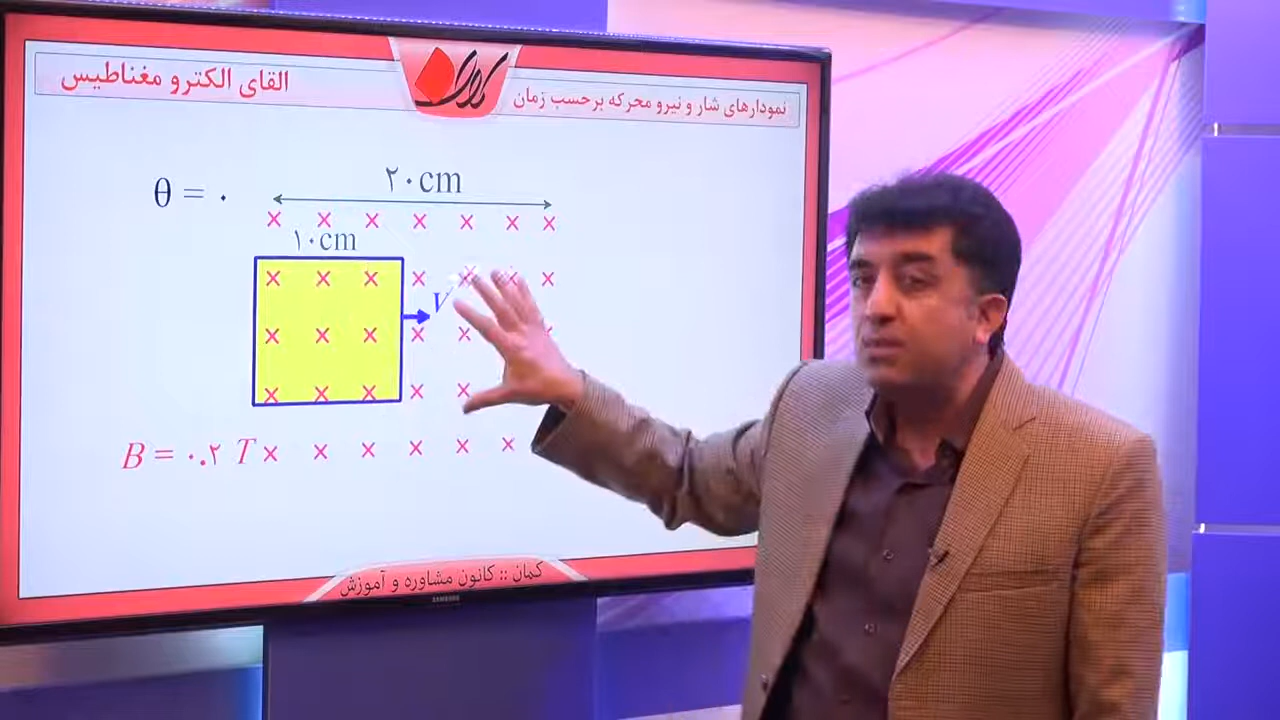 القای الکترو مغناطیس
نمودارهای شار و نیرو محرکه برحسب زمان
θ = ۰
۲۰cm
× × × × × × ×
۱۰cm
× × × × × × ×
V
× × × × × ×
× × × × ×
B = ۰.۲ T × × × × × ×
کمان :: کانون مشاوره و آموزش
SAMSUNG